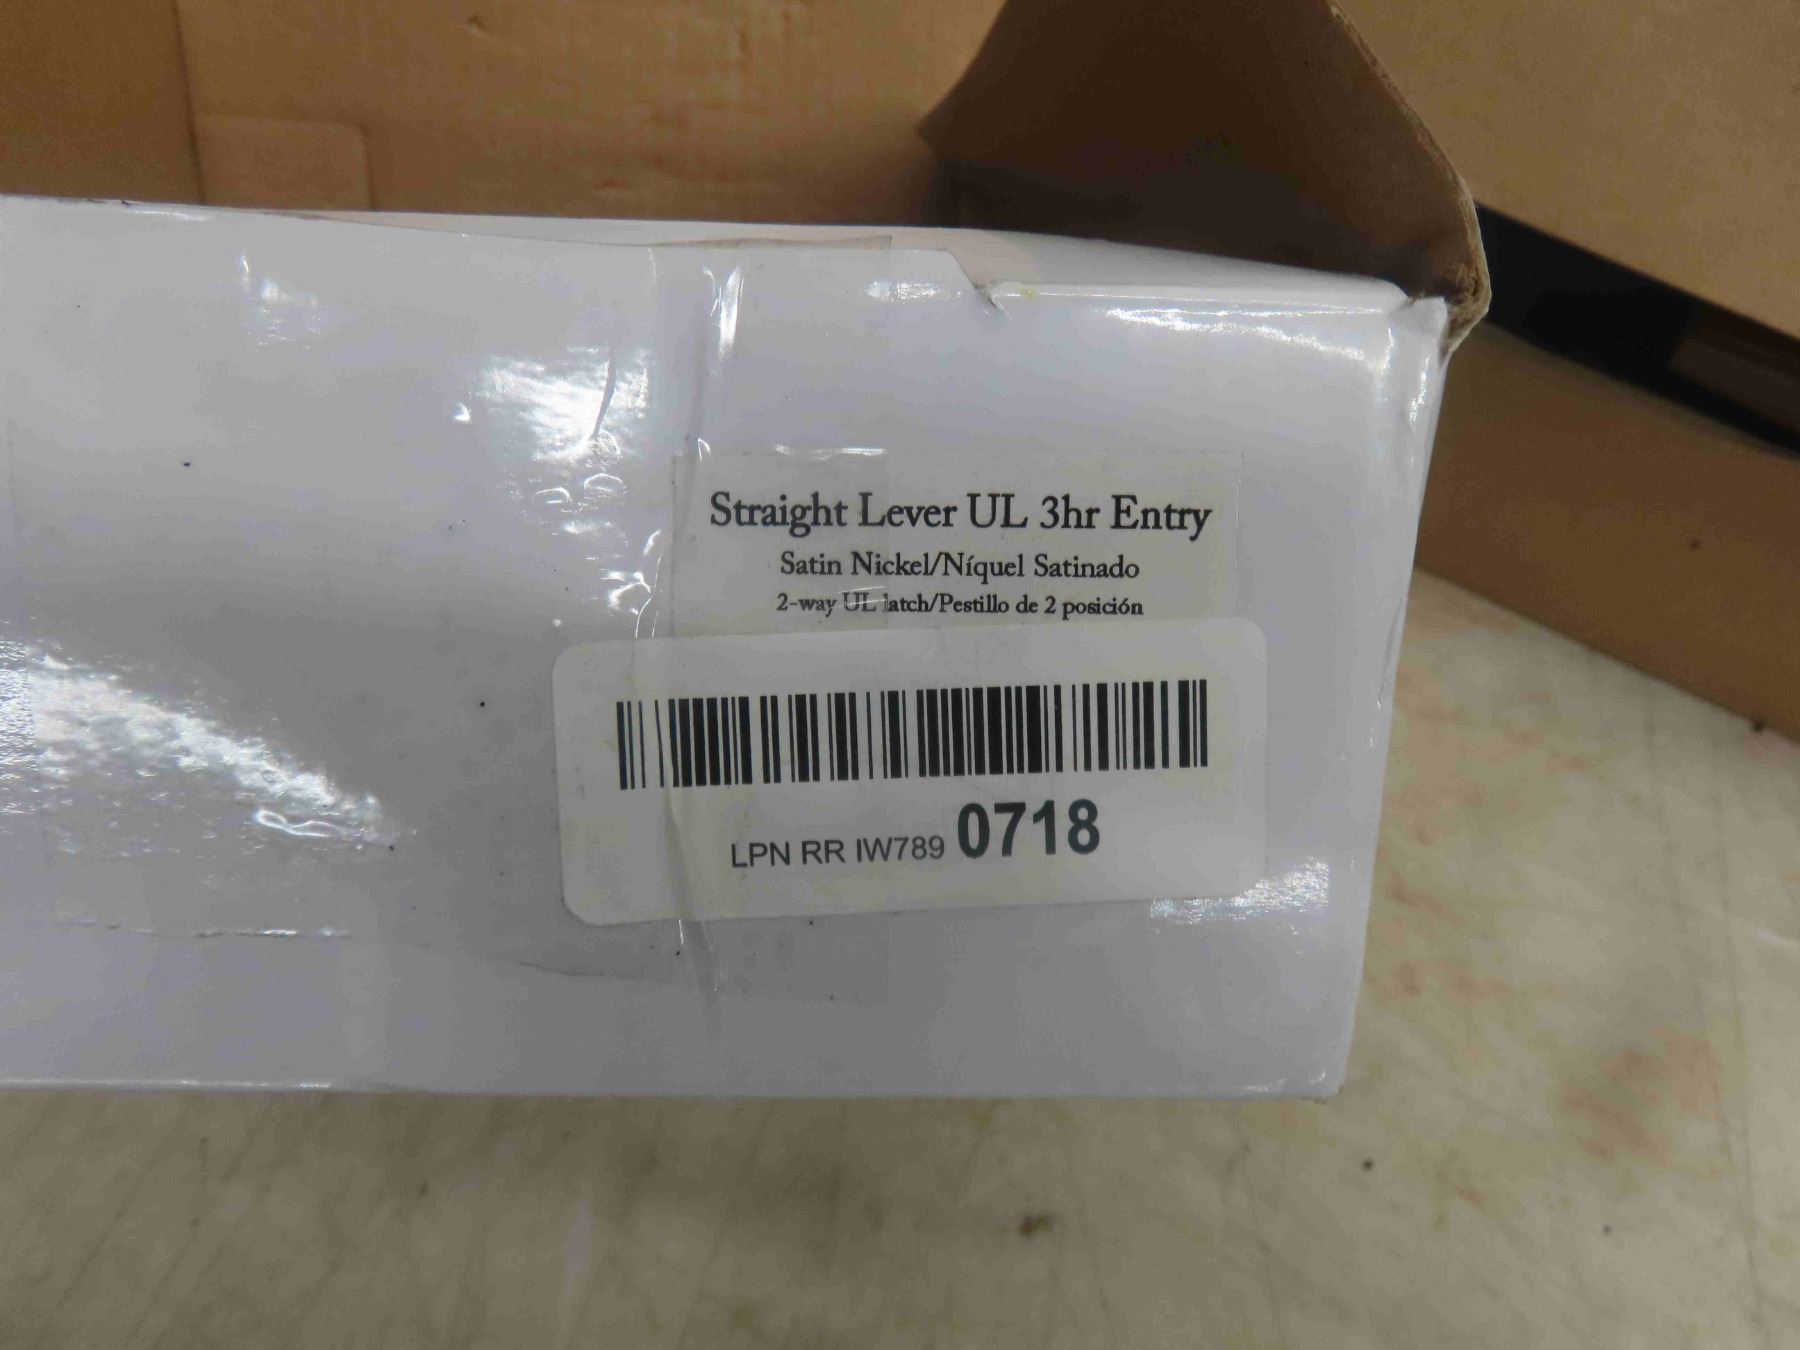 Straight Lever UL 3hr Entry
Satin Nickel/Níquel Satinado
2-way UL latch/Pestillo de 2 posición
LPN RR IW789 0718